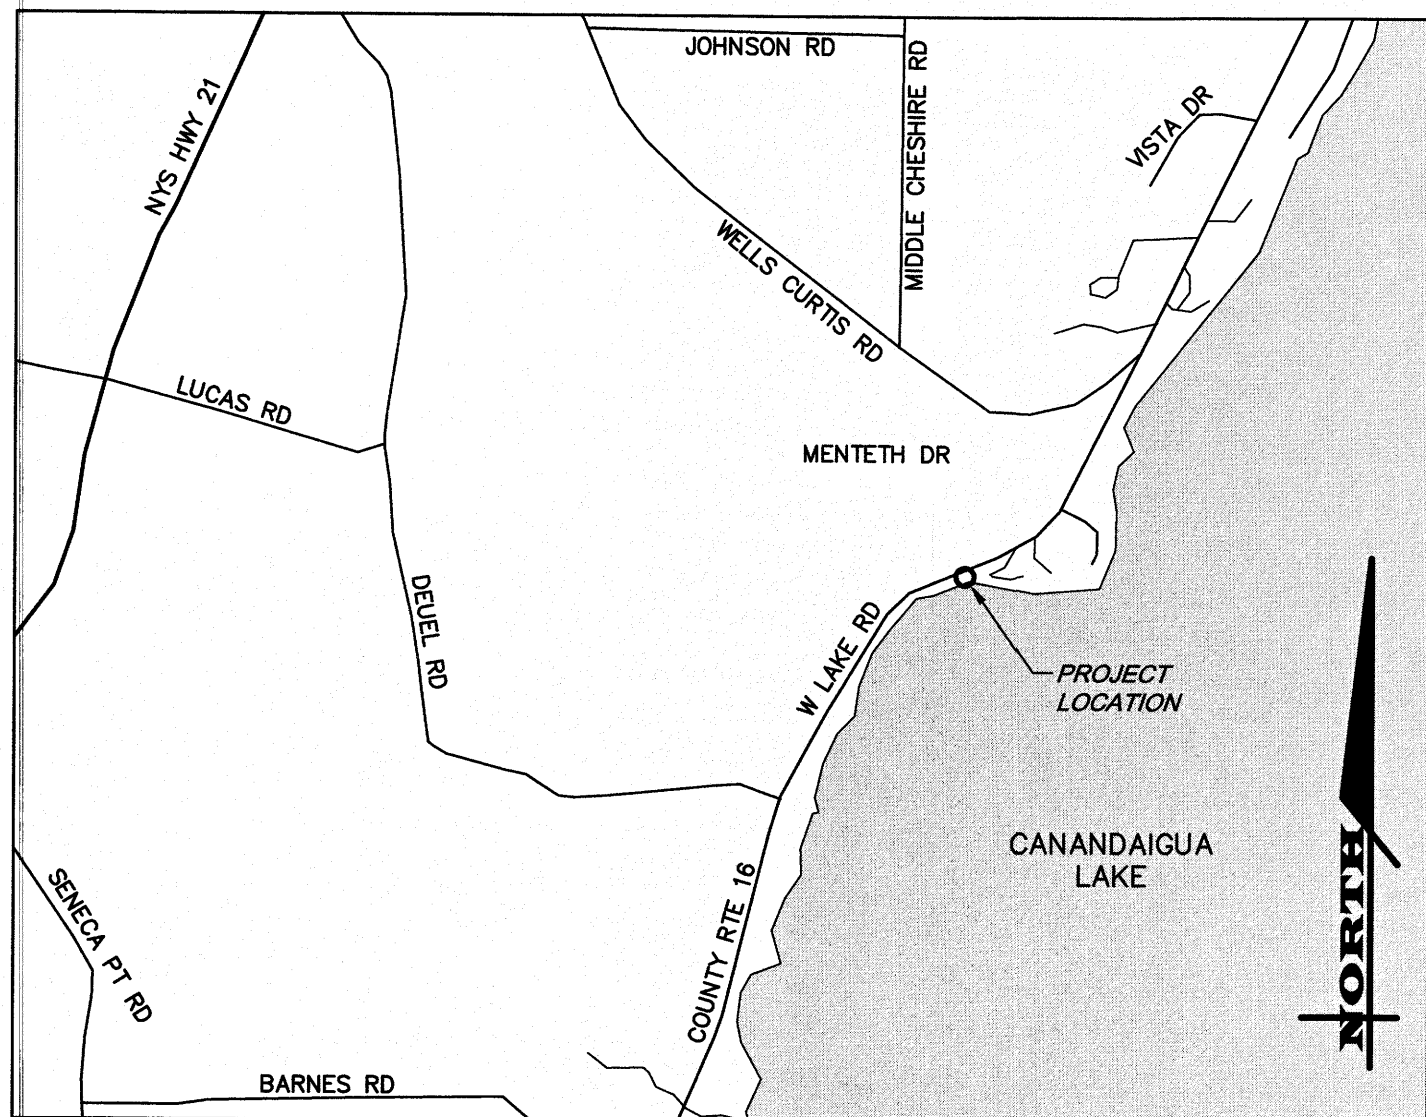 JOHNSON RD
MIDDLE CHESHIRE RD
NYS HWY 21
VISTA DR
WELLS CURTIS RD
LUCAS RD
MENTETH DR
DEUEL RD
W LAKE RD
PROJECT
LOCATION
CANANDAIGUA
LAKE
SENECA PT RD
COUNTY RTE 16
NORTH
BARNES RD